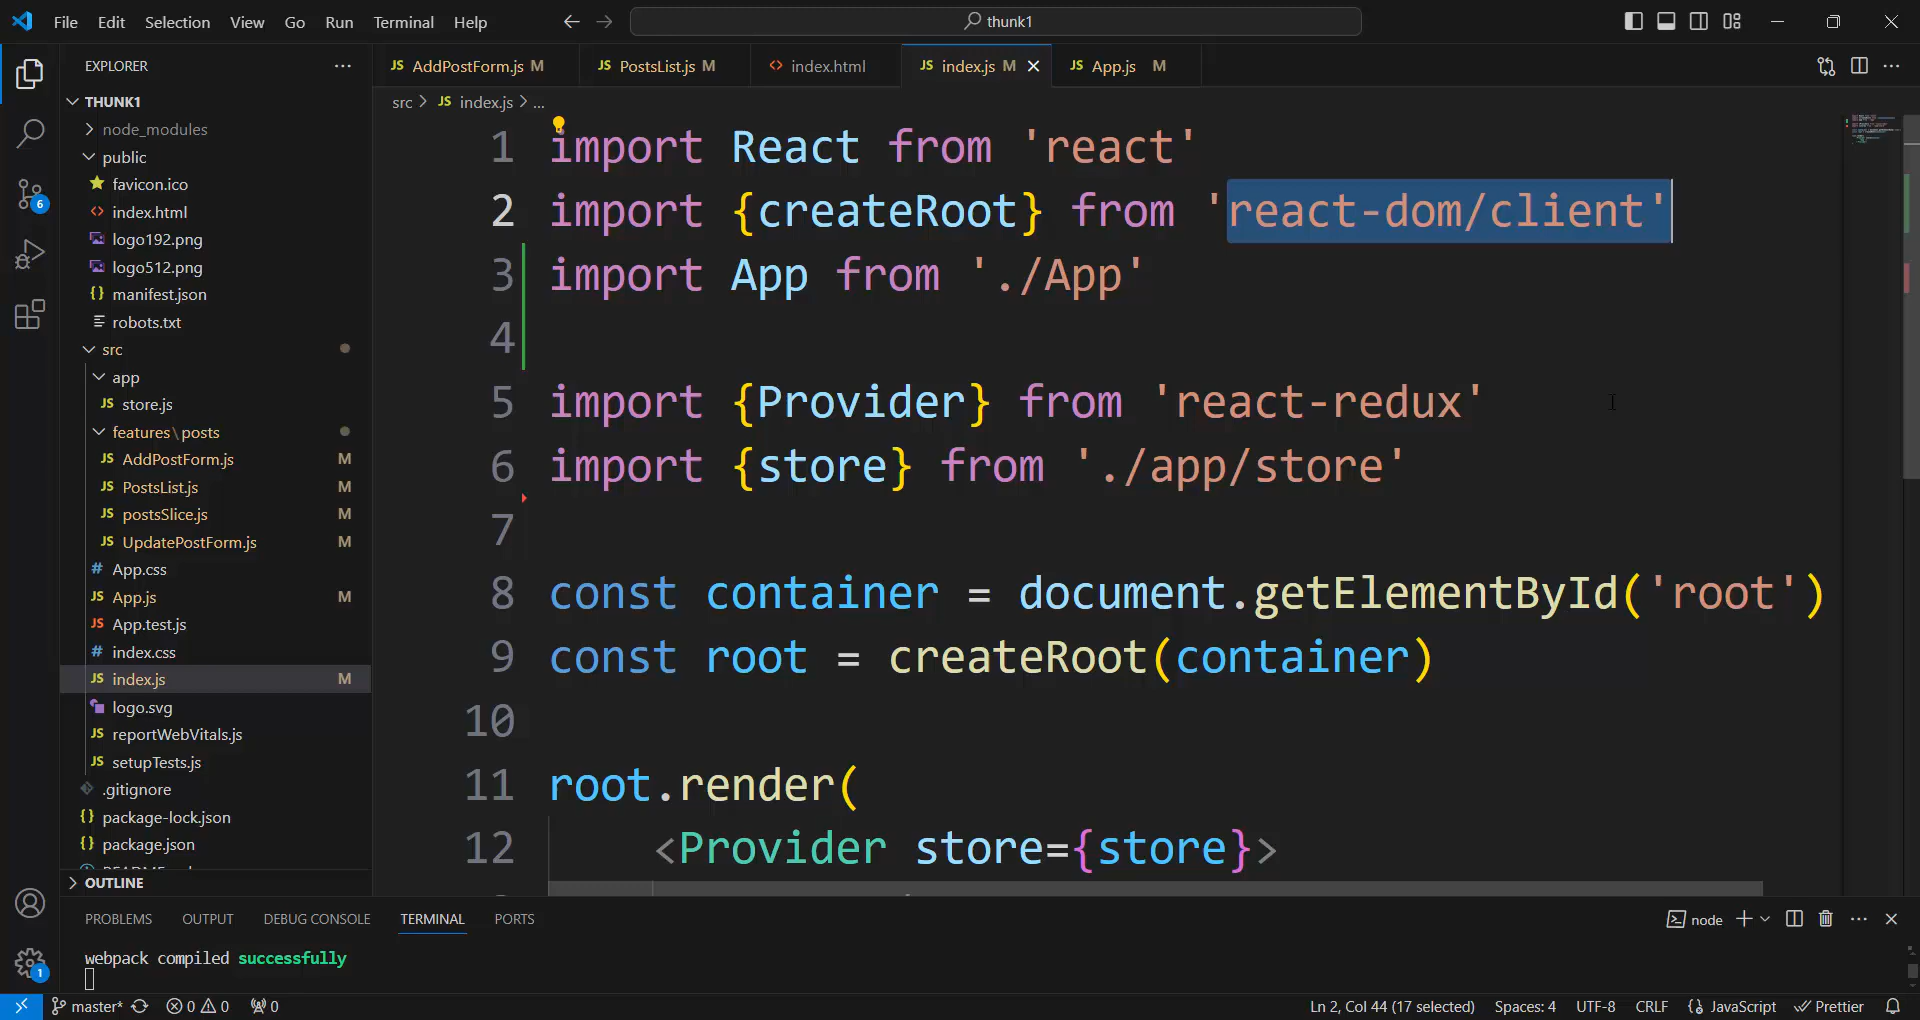 File Edit Selection View Go Run Terminal Help
thunk1
EXPLORER
THUNK1
node_modules
public
favicon.ico
index.html
logo192.png
logo512.png
manifest.json
robots.txt
src
app
store.js
features\posts
AddPostForm.js M
PostsList.js M
postsSlice.js M
UpdatePostForm.js M
App.css
App.js M
App.test.js
index.css
index.js M
logo.svg
reportWebVitals.js
setupTests.js
.gitignore
package-lock.json
package.json
OUTLINE
6
1
JS AddPostForm.js M
JS PostsList.js M
index.html
JS index.js M
JS App.js M
src > JS index.js > ...
1 import React from 'react'
2 import {createRoot} from 'react-dom/client'
3 import App from './App'
4
5 import {Provider} from 'react-redux'
6 import {store} from './app/store'
7
8 const container = document.getElementById('root')
9 const root = createRoot(container)
10
11 root.render(
12 <Provider store={store}>
PROBLEMS OUTPUT DEBUG CONSOLE TERMINAL PORTS
node
webpack compiled successfully
master* 0 0 0
Ln 2, Col 44 (17 selected) Spaces: 4 UTF-8 CRLF {} JavaScript Prettier